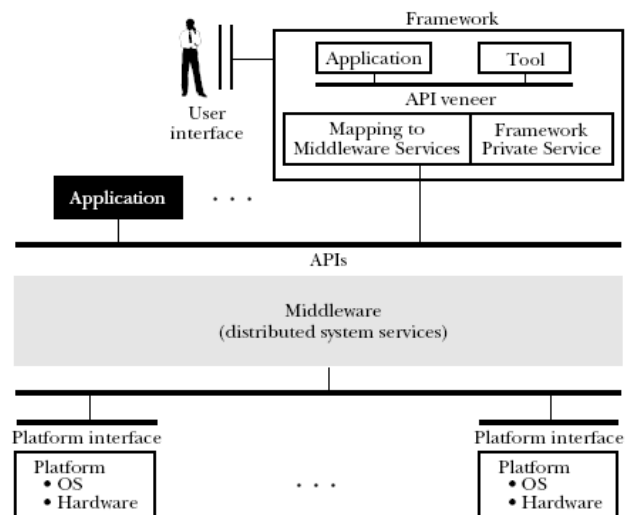 Framework
Application
Tool
User
interface
API veneer
Mapping to
Middleware Services
Framework
Private Service
Application
. . .
APIs
Middleware
(distributed system services)
Platform interface
Platform interface
Platform
• OS
• Hardware
. . .
Platform
• OS
• Hardware